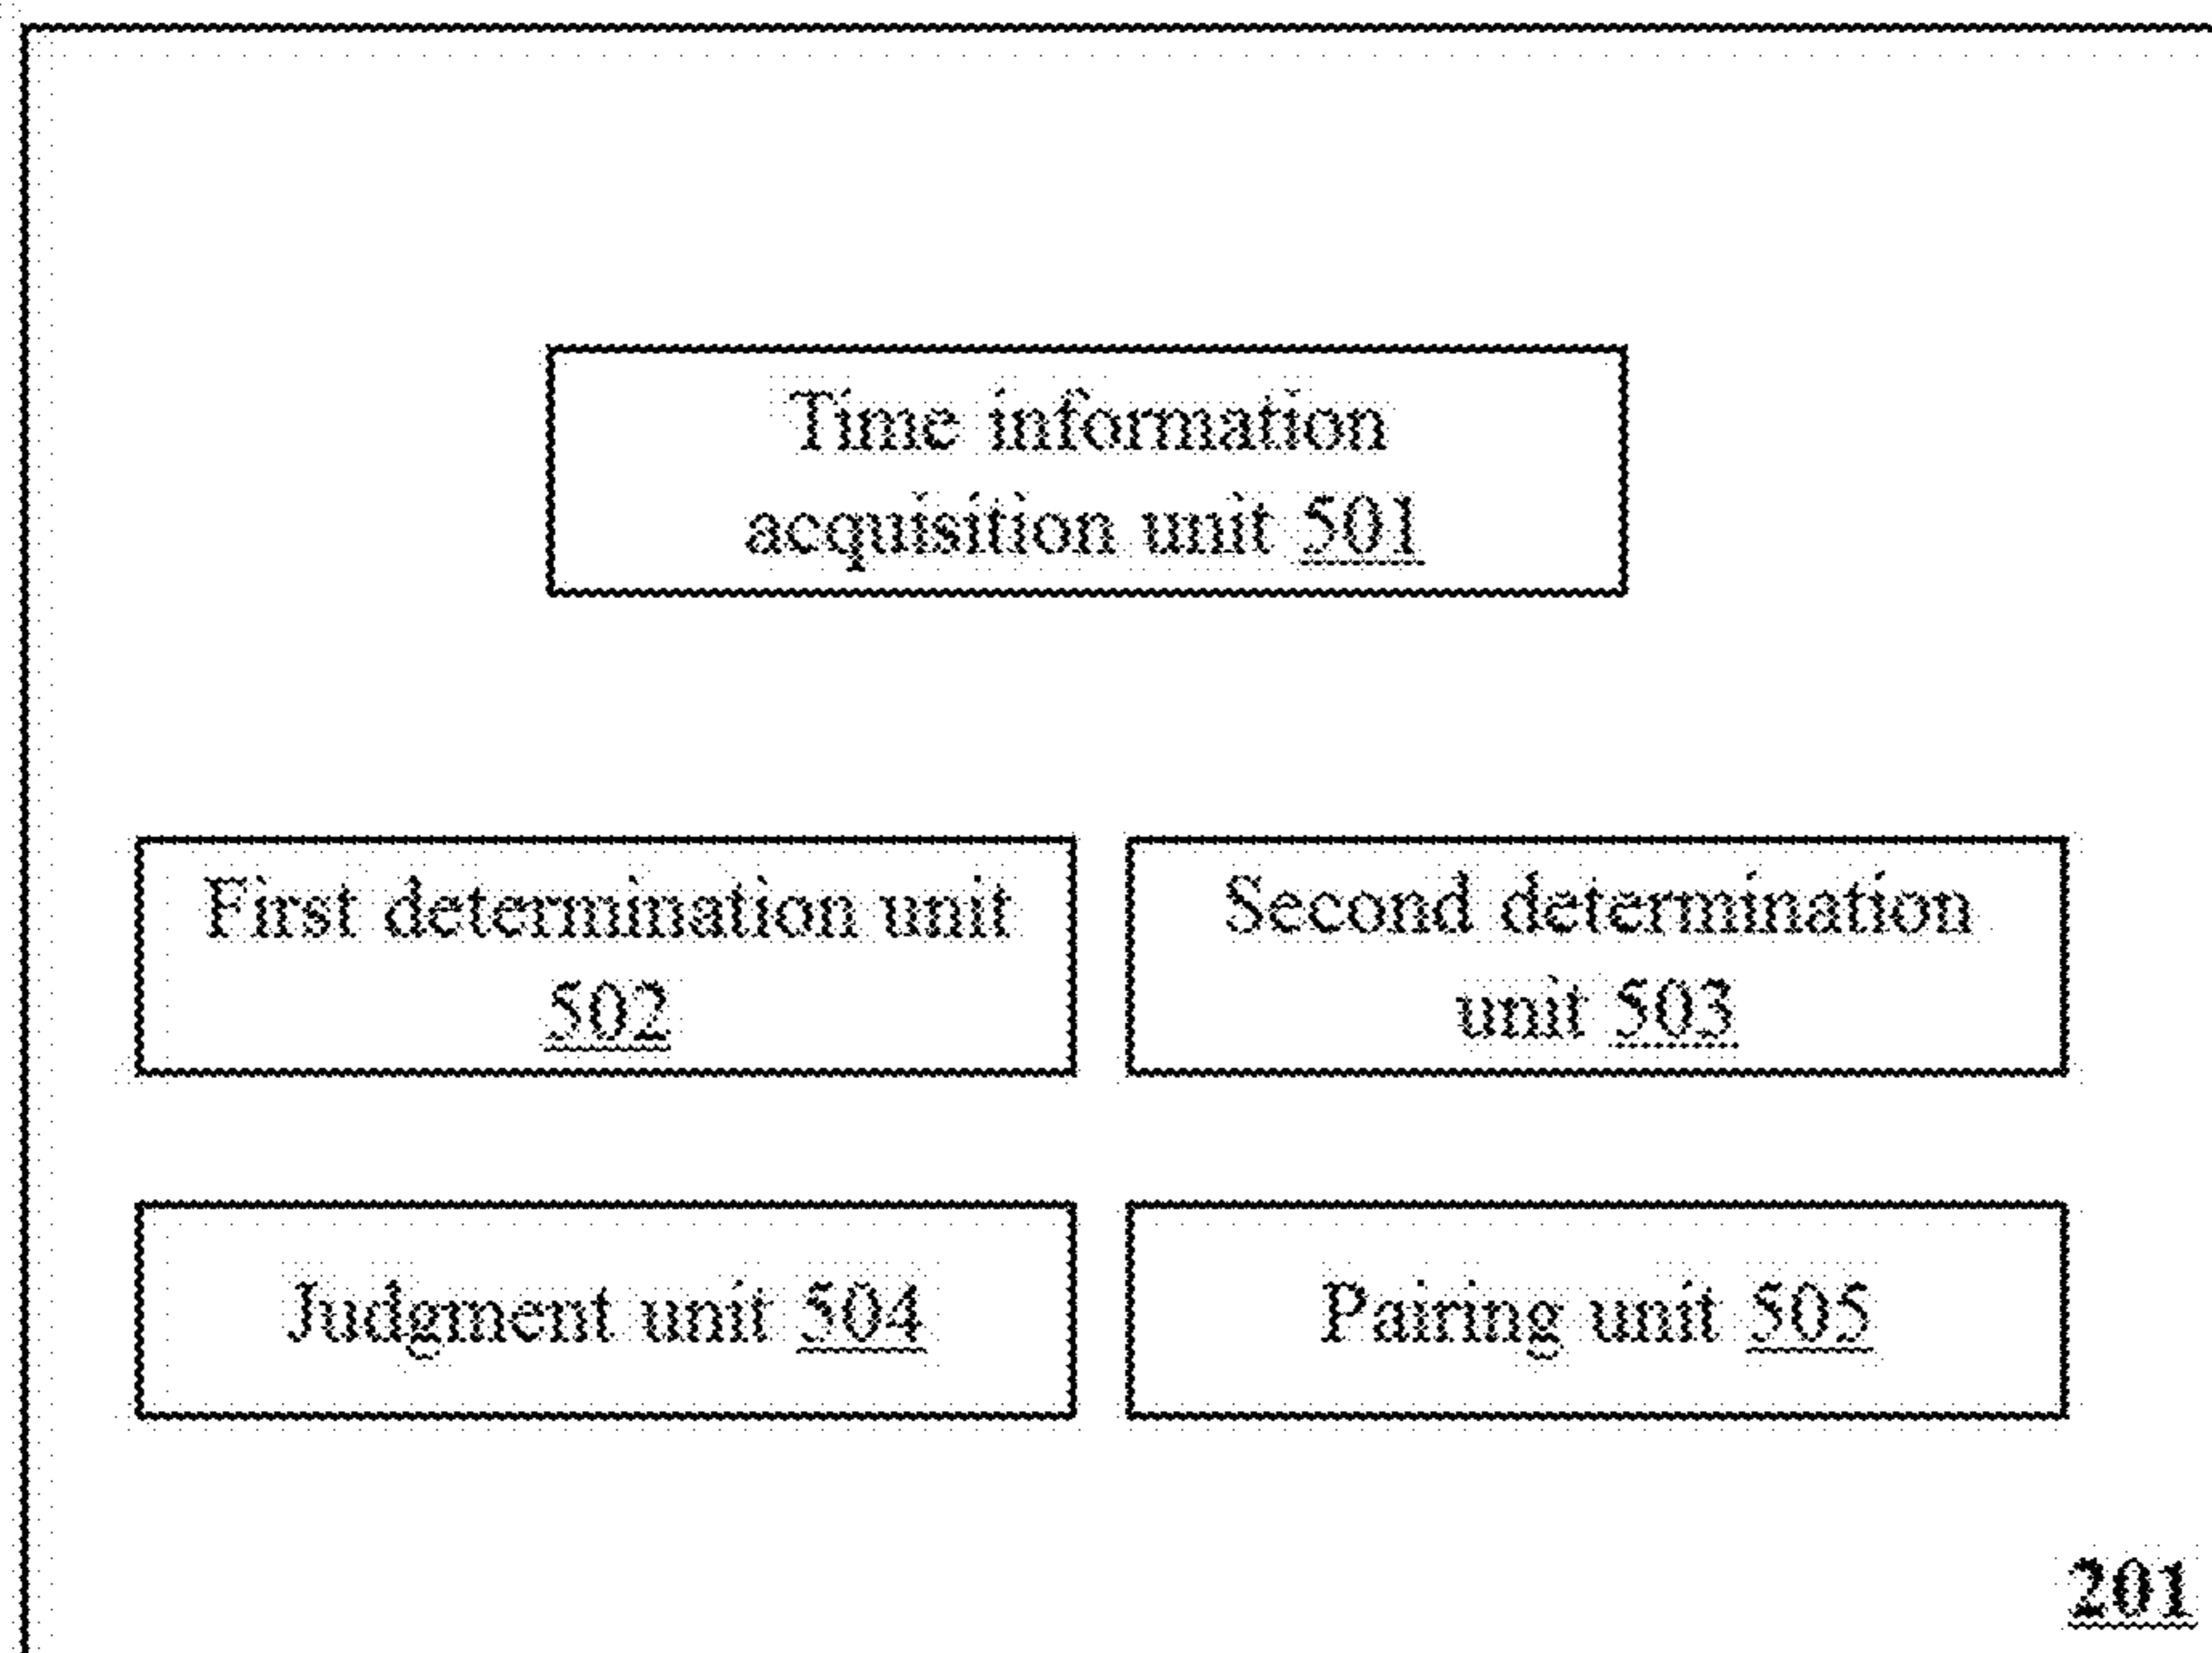 Time information
acquisition unit 501
First determination unit
502
Second determination
unit 503
Judgment unit 504
Pairing unit 505
201